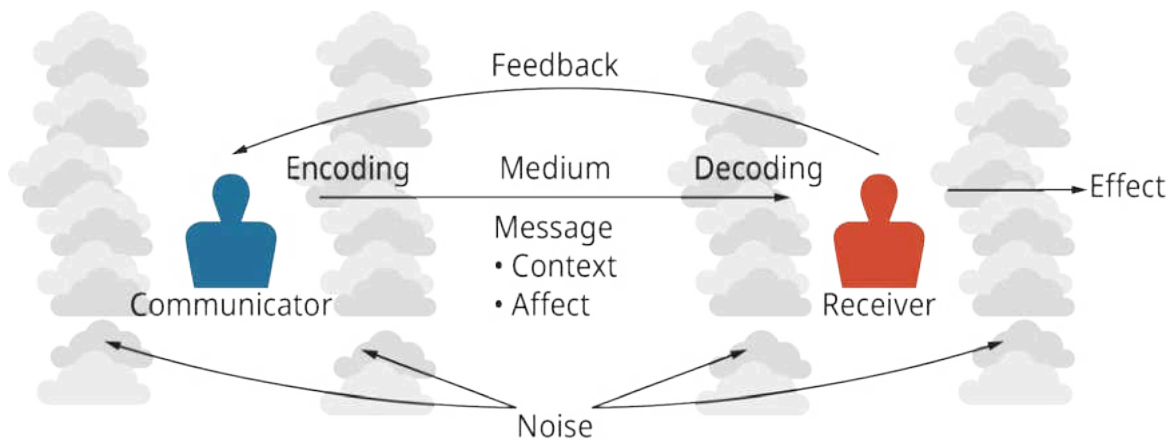 Feedback
Encoding
Medium
Decoding
Effect
Message
• Context
• Affect
Communicator
Receiver
Noise